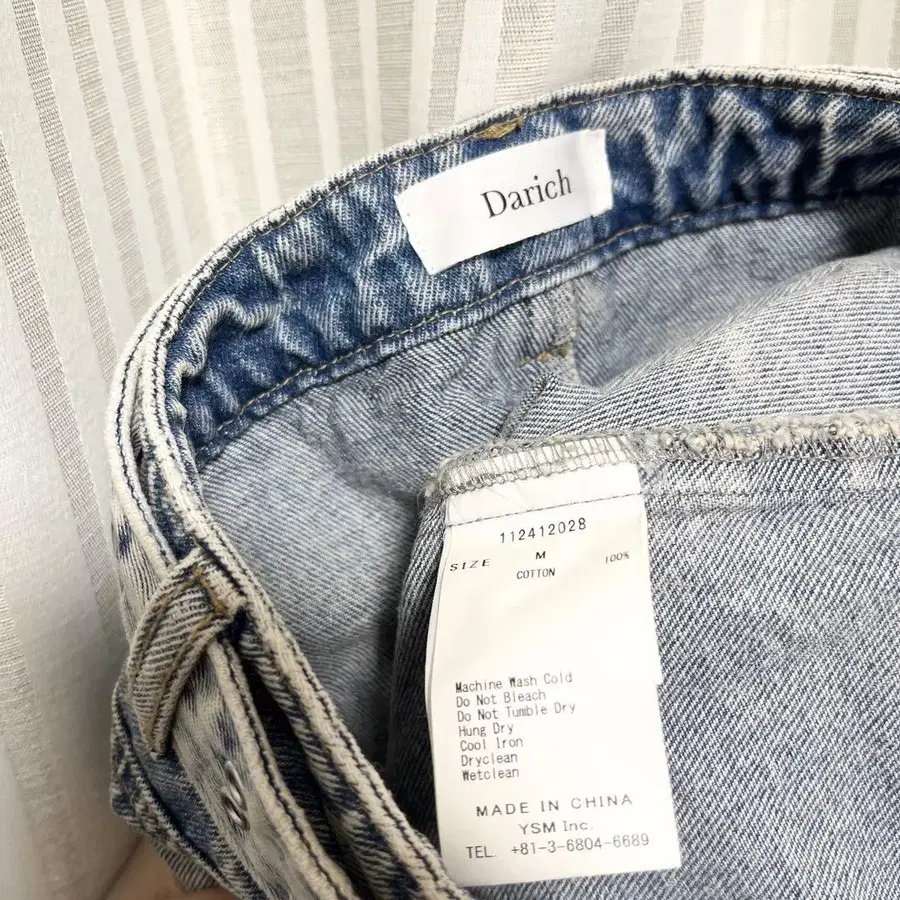 Darich
112412028
SIZE M
COTTON 100%
Machine Wash Cold
Do Not Bleach
Do Not Tumble Dry
Hung Dry
Cool Iron
Dryclean
Wetclean
MADE IN CHINA
YSM Inc.
TEL. +81-3-6804-6689